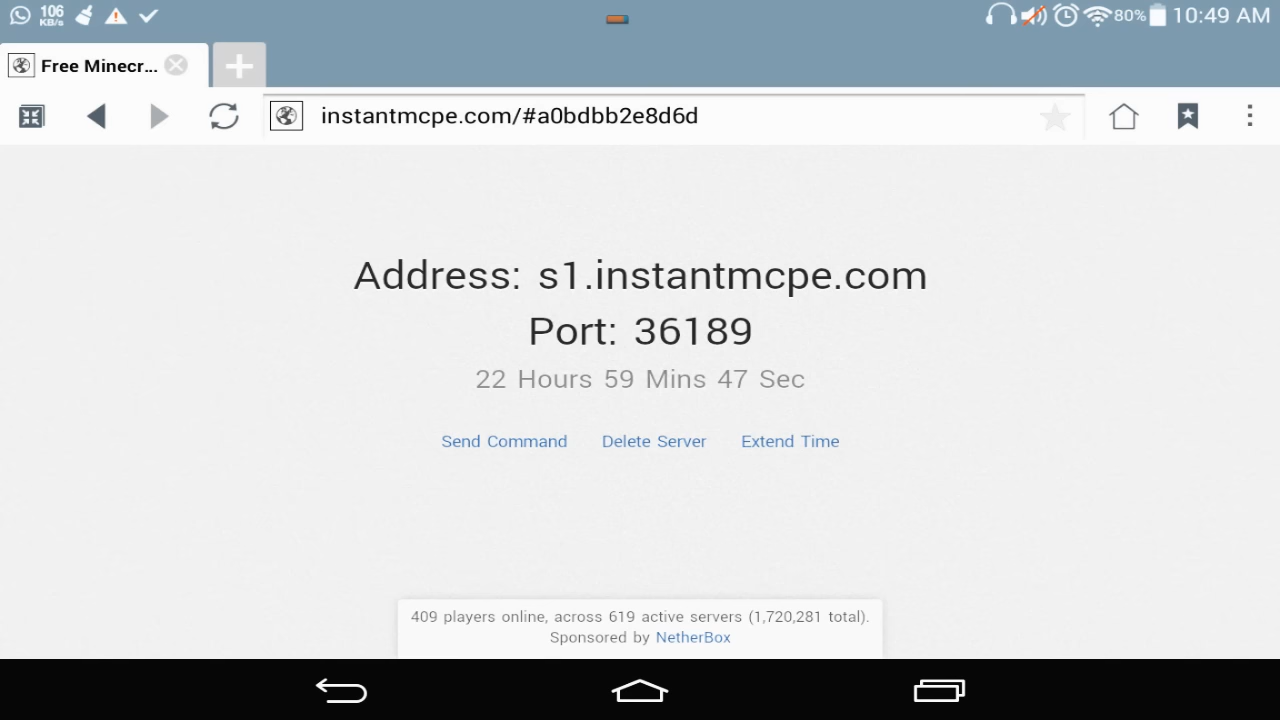 106
KB/s
80%
10:49 AM
Free Minecr...
instantmcpe.com/#a0bdbb2e8d6d
Address: s1.instantmcpe.com
Port: 36189
22 Hours 59 Mins 47 Sec
Send Command Delete Server Extend Time
409 players online, across 619 active servers (1,720,281 total).
Sponsored by NetherBox